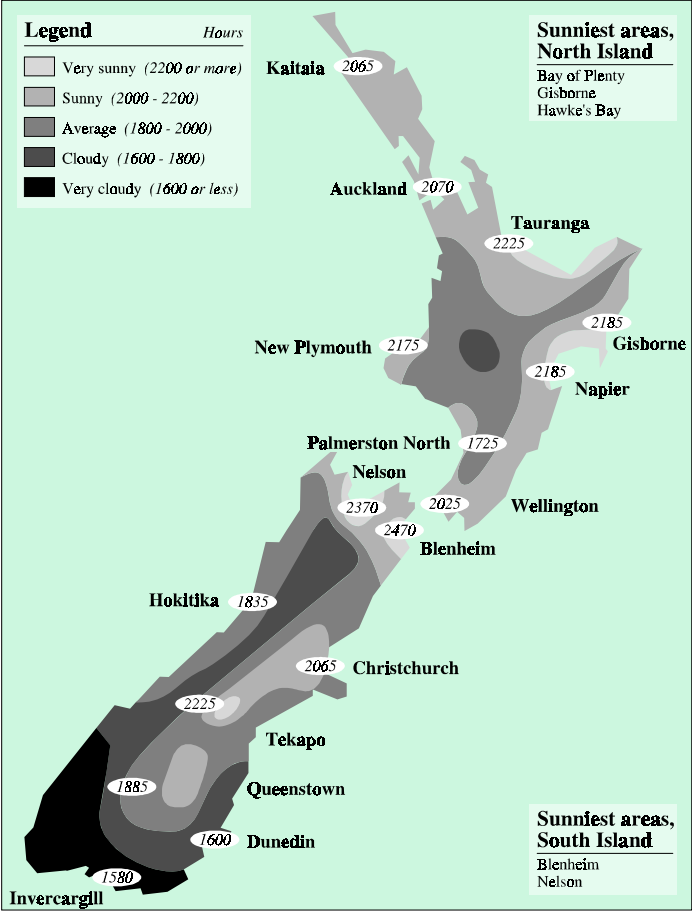 Legend Hours
Very sunny (2200 or more)
Sunny (2000 - 2200)
Average (1800 - 2000)
Cloudy (1600 - 1800)
Very cloudy (1600 or less)
Sunniest areas,
North Island
Bay of Plenty
Gisborne
Hawke's Bay
Kaitaia 2065
Auckland 2070
Tauranga
2225
2185
Gisborne
New Plymouth 2175
2185
Napier
Palmerston North 1725
Nelson
2370
2025 Wellington
2470
Blenheim
Hokitika 1835
2065 Christchurch
2225
Tekapo
1885 Queenstown
1600 Dunedin
1580
Invercargill
Sunniest areas,
South Island
Blenheim
Nelson